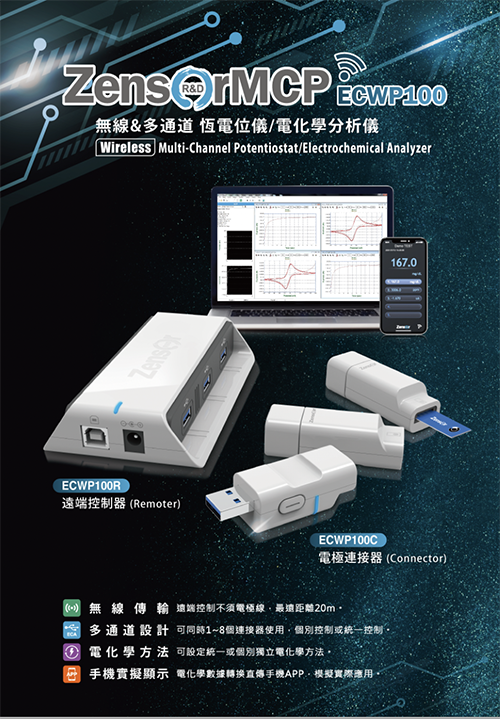 ZensorMCP
R&D
ECWP100
無線&多通道 恆電位儀/電化學分析儀
Wireless Multi-Channel Potentiostat/Electrochemical Analyzer
167.0
Zensor
Zensor
ECWP100R
遠端控制器 (Remoter)
ECWP100C
電極連接器 (Connector)
無線傳輸 遠端控制不須電極線，最遠距離20m。
ECA 多通道設計 可同時1~8個連接器使用，個別控制或統一控制。
電化學方法 可設定統一或個別獨立電化學方法。
APP 手機實擬顯示 電化學數據轉換直傳手機APP，模擬實際應用。